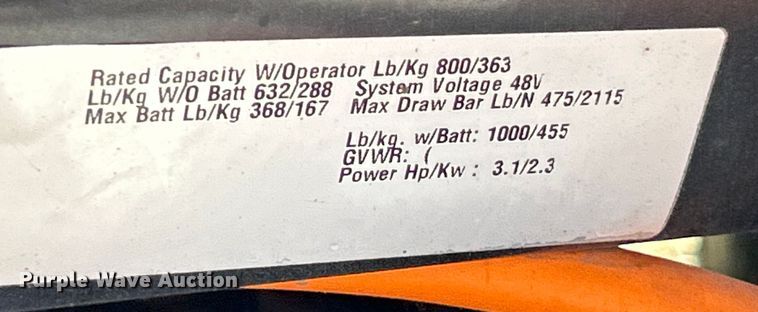 Rated Capacity W/Operator Lb/Kg 800/363
Lb/Kg W/O Batt 632/288 System Voltage 48V
Max Batt Lb/Kg 368/167 Max Draw Bar Lb/N 475/2115
Lb/kg. w/Batt: 1000/455
GVWR: (
Power Hp/Kw : 3.1/2.3
Purple Wave Auction